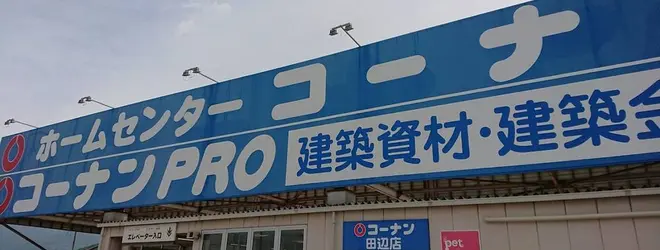 ホームセンター コーナ
コーナンPRO 建築資材・建築金
エレベーター入口
コーナン
田辺店
pet